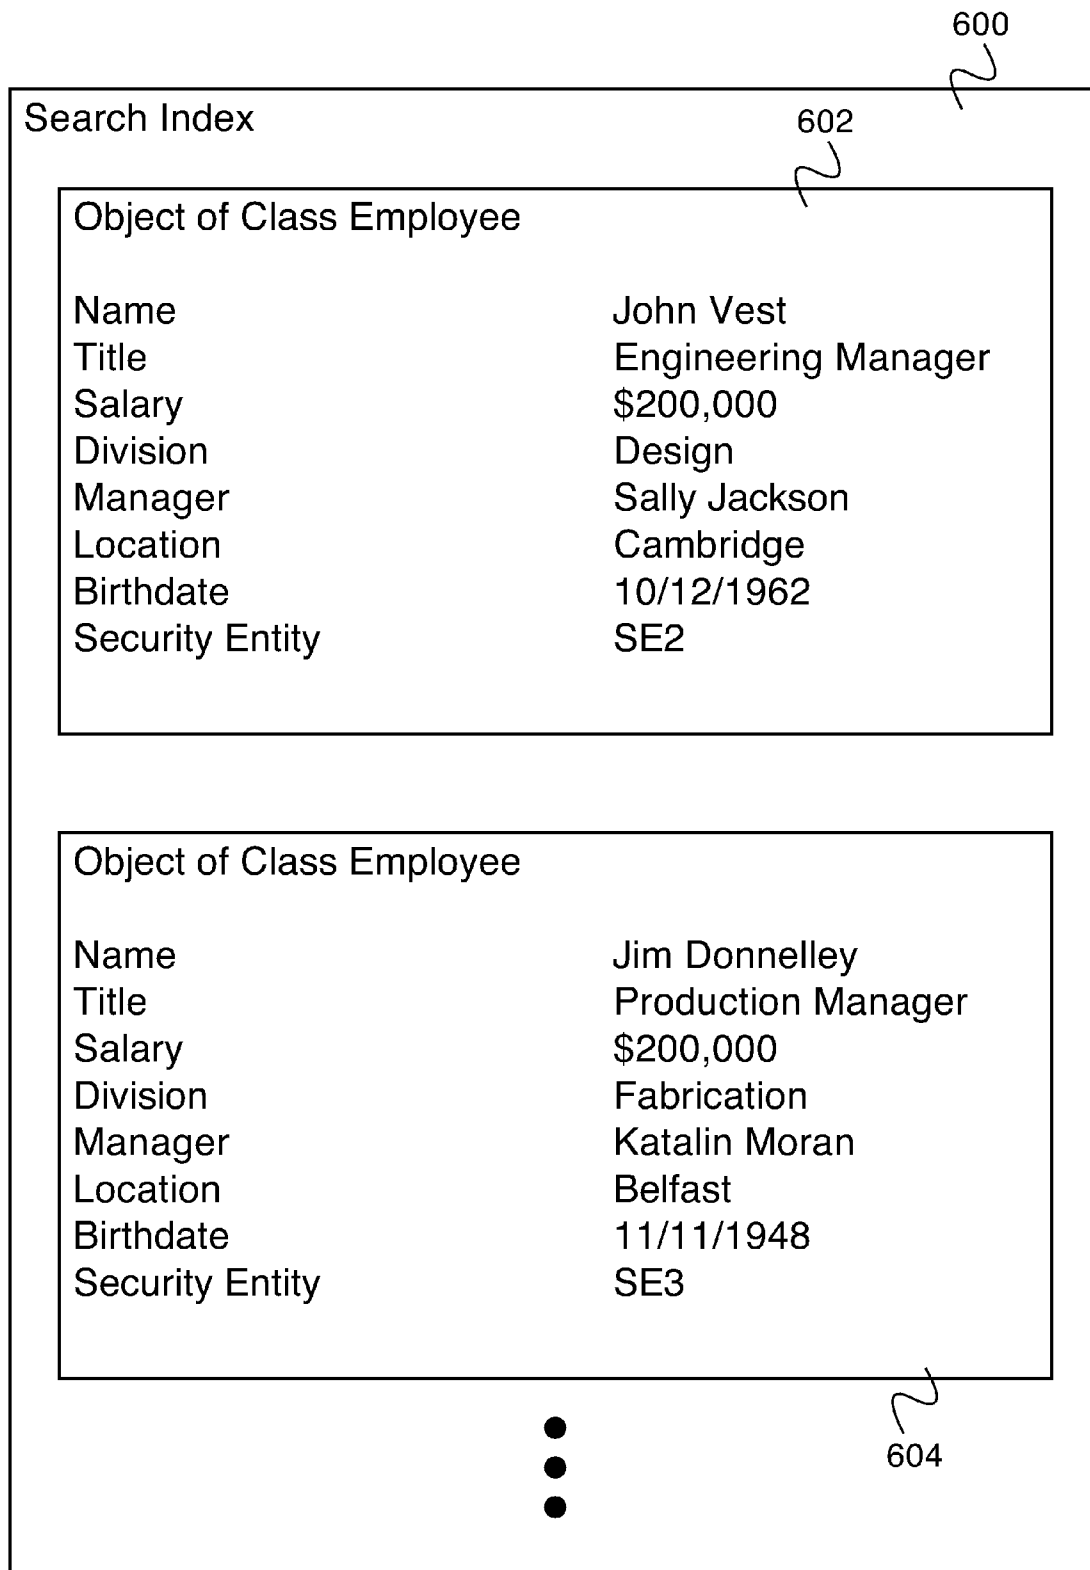 600
Search Index
602
Object of Class Employee
Name John Vest
Title Engineering Manager
Salary $200,000
Division Design
Manager Sally Jackson
Location Cambridge
Birthdate 10/12/1962
Security Entity SE2
Object of Class Employee
Name Jim Donnelley
Title Production Manager
Salary $200,000
Division Fabrication
Manager Katalin Moran
Location Belfast
Birthdate 11/11/1948
Security Entity SE3
604